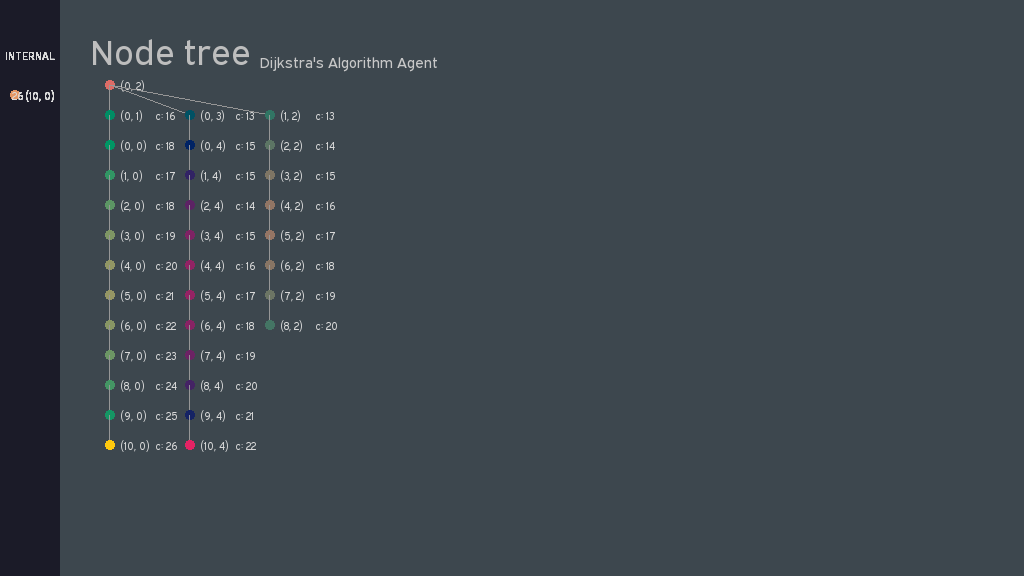 INTERNAL
Node tree Dijkstra's Algorithm Agent
(0, 2)
(10, 0)
(0, 1) c: 16 (0, 3) c: 13 (1, 2) c: 13
(0, 0) c: 18 (0, 4) c: 15 (2, 2) c: 14
(1, 0) c: 17 (1, 4) c: 15 (3, 2) c: 15
(2, 0) c: 18 (2, 4) c: 14 (4, 2) c: 16
(3, 0) c: 19 (3, 4) c: 15 (5, 2) c: 17
(4, 0) c: 20 (4, 4) c: 16 (6, 2) c: 18
(5, 0) c: 21 (5, 4) c: 17 (7, 2) c: 19
(6, 0) c: 22 (6, 4) c: 18 (8, 2) c: 20
(7, 0) c: 23 (7, 4) c: 19
(8, 0) c: 24 (8, 4) c: 20
(9, 0) c: 25 (9, 4) c: 21
(10, 0) c: 26 (10, 4) c: 22